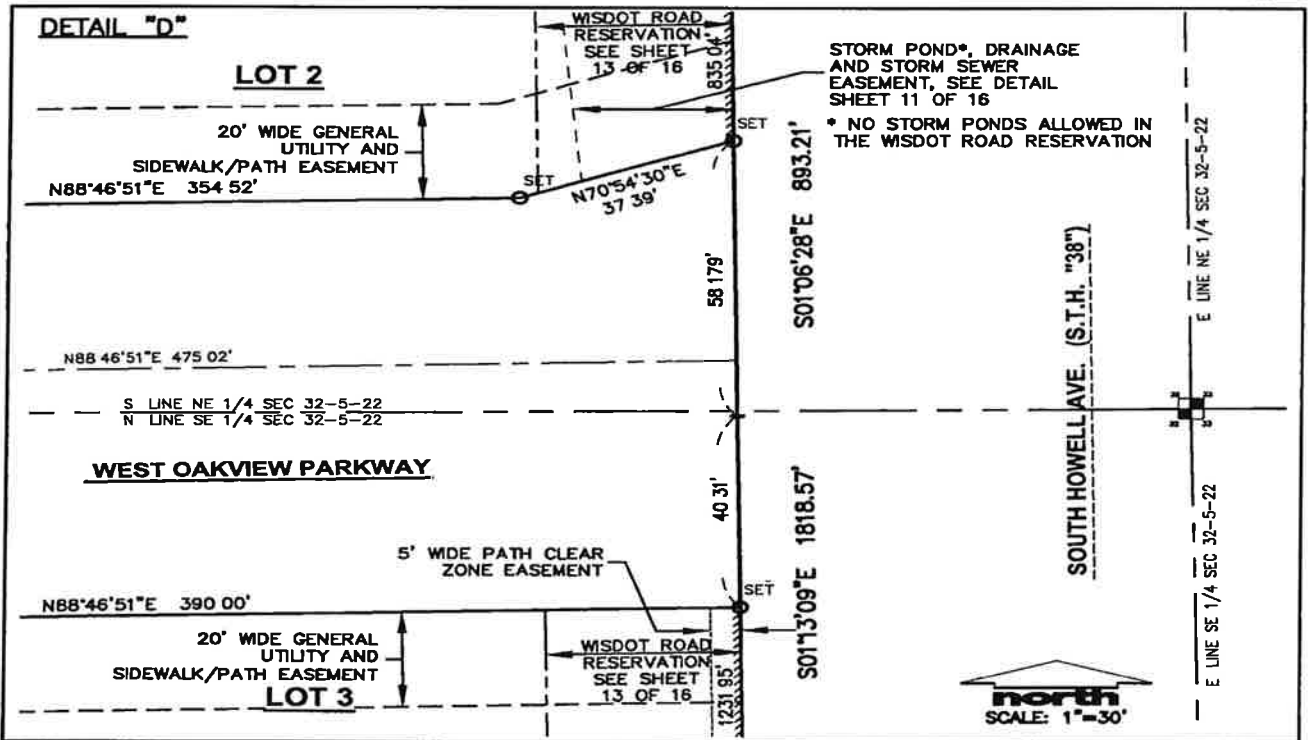 DETAIL "D"
LOT 2
WISDOT ROAD
RESERVATION
SEE SHEET
13 OF 16
835 04'
STORM POND*, DRAINAGE
AND STORM SEWER
EASEMENT, SEE DETAIL
SHEET 11 OF 16
* NO STORM PONDS ALLOWED IN
THE WISDOT ROAD RESERVATION
20' WIDE GENERAL
UTILITY AND
SIDEWALK/PATH EASEMENT
N88°46'51"E 354 52'
SET
SET
N70°54'30"E
37 39'
58 179'
S01°06'28"E 893.21'
E LINE NE 1/4 SEC 32-5-22
SOUTH HOWELL AVE. (S.T.H. "38")
N88 46'51"E 475 02'
S LINE NE 1/4 SEC 32-5-22
N LINE SE 1/4 SEC 32-5-22
WEST OAKVIEW PARKWAY
40 31'
S01°13'09"E 1818.57'
5' WIDE PATH CLEAR
ZONE EASEMENT
SET
N88°46'51"E 390 00'
20' WIDE GENERAL
UTILITY AND
SIDEWALK/PATH EASEMENT
LOT 3
WISDOT ROAD
RESERVATION
SEE SHEET
13 OF 16
1231 95'
E LINE SE 1/4 SEC 32-5-22
north
SCALE: 1"=30'